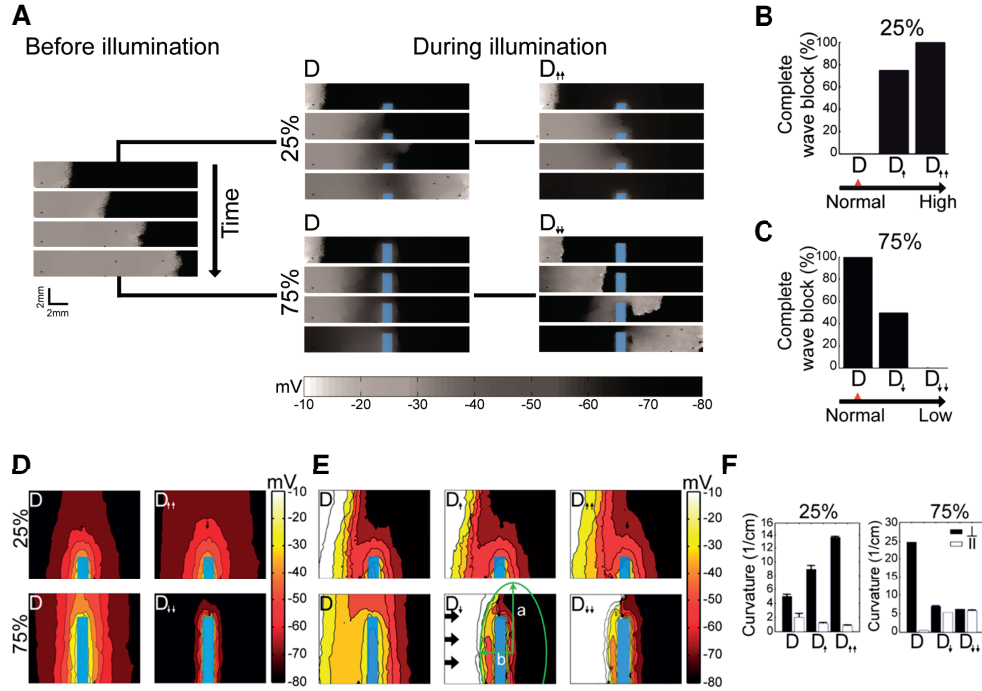 A
Before illumination
During illumination
D
D↑↑
25%
Time
2mm
2mm
75%
D
D↓↓
mV
-10 -20 -30 -40 -50 -60 -70 -80
B
25%
Complete
wave block (%)
100
80
60
40
20
0
D D↑ D↑↑
Normal High
C
75%
Complete
wave block (%)
100
80
60
40
20
0
D D↓ D↓↓
Normal Low
D
25%
D
D↑↑
75%
D
D↓↓
mV
-10
-20
-30
-40
-50
-60
-70
-80
E
D
D↑
D↑↑
D
D↓
a
b
D↓↓
mV
-10
-20
-30
-40
-50
-60
-70
-80
F
25%
Curvature (1/cm)
16
14
12
10
8
6
4
2
0
D D↑ D↑↑
75%
⊥
||
Curvature (1/cm)
30
25
20
15
10
5
0
D D↓ D↓↓